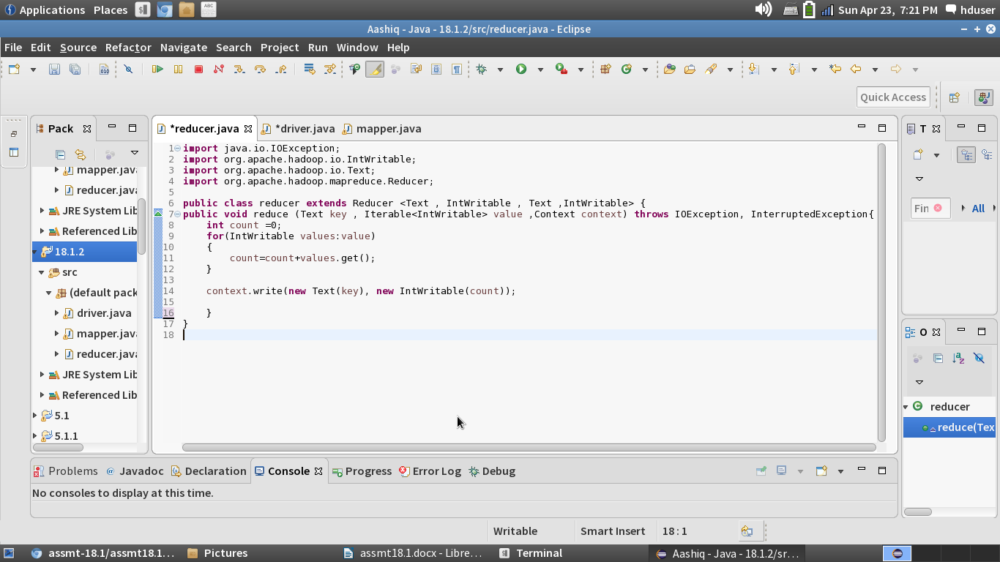 Applications Places
ABC
Sun Apr 23, 7:21 PM hduser
Aashiq - Java - 18.1.2/src/reducer.java - Eclipse
File Edit Source Refactor Navigate Search Project Run Window Help
Quick Access
Pack
*reducer.java *driver.java mapper.java
T
mapper.java
reducer.java
JRE System Lib
Referenced Lib
18.1.2
src
(default pack
driver.java
mapper.java
reducer.java
JRE System Lib
Referenced Lib
5.1
5.1.1
1 import java.io.IOException;
2 import org.apache.hadoop.io.IntWritable;
3 import org.apache.hadoop.io.Text;
4 import org.apache.hadoop.mapreduce.Reducer;
5
6 public class reducer extends Reducer <Text , IntWritable , Text ,IntWritable> {
7 public void reduce (Text key , Iterable<IntWritable> value ,Context context) throws IOException, InterruptedException{
8 int count =0;
9 for(IntWritable values:value)
10 {
11 count=count+values.get();
12 }
13
14 context.write(new Text(key), new IntWritable(count));
15
16 }
17 }
18
Fin All
O
reducer
reduce(Tex
Problems @ Javadoc Declaration Console Progress Error Log Debug
No consoles to display at this time.
Writable Smart Insert 18 : 1
assmt-18.1/assmt18.1... Pictures assmt18.1.docx - Libre... Terminal Aashiq - Java - 18.1.2/sr...